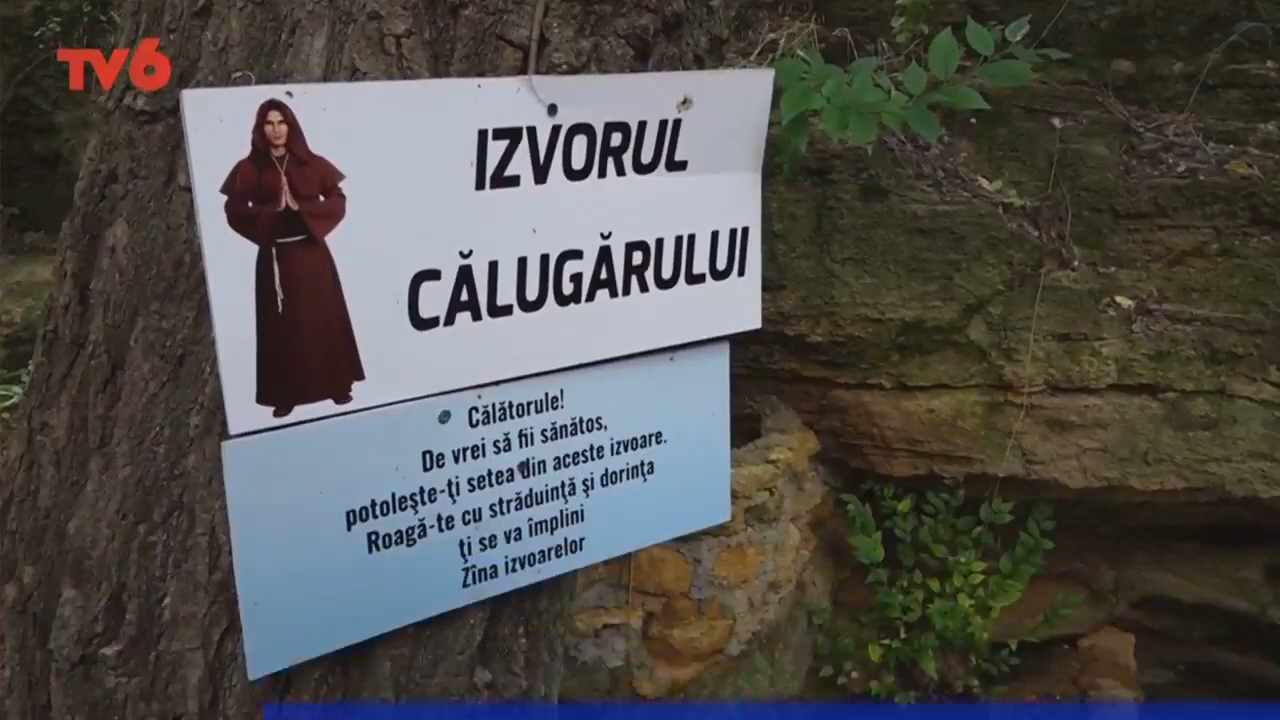 TV6
IZVORUL
CĂLUGĂRULUI
Călătorule!
De vrei să fii sănătos,
potoleşte-ţi setea din aceste izvoare.
Roagă-te cu străduinţă şi dorinţa
ţi se va împlini
Zîna izvoarelor